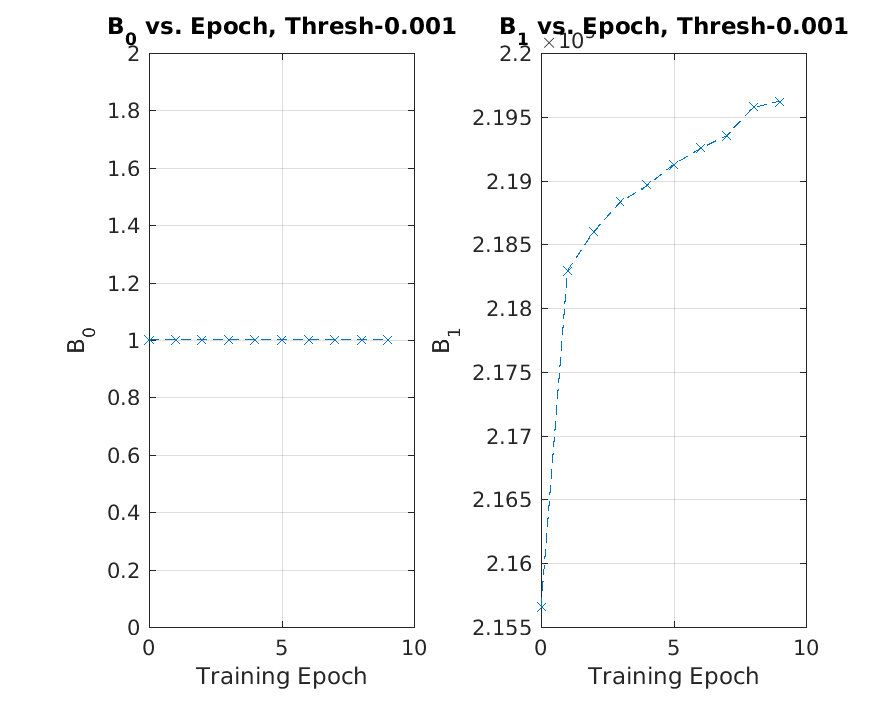 B₀ vs. Epoch, Thresh-0.001
2
1.8
1.6
1.4
1.2
1
0.8
0.6
0.4
0.2
0
B₀
0 5 10
Training Epoch
B₁ vs. Epoch, Thresh-0.001
×10
2.2
2.195
2.19
2.185
2.18
2.175
2.17
2.165
2.16
2.155
B₁
0 5 10
Training Epoch